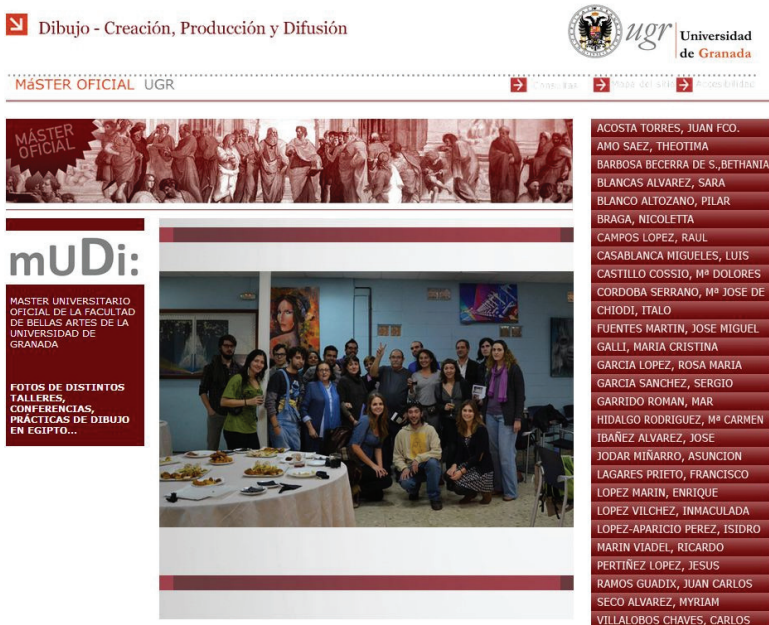 Dibujo - Creación, Producción y Difusión
ugr
Universidad
de Granada
MáSTER OFICIAL UGR
Consultas
Mapa del sitio
Accesibilidad
MÁSTER
OFICIAL
mUDi:
MASTER UNIVERSITARIO
OFICIAL DE LA FACULTAD
DE BELLAS ARTES DE LA
UNIVERSIDAD DE
GRANADA
FOTOS DE DISTINTOS
TALLERES,
CONFERENCIAS,
PRÁCTICAS DE DIBUJO
EN EGIPTO...
ACOSTA TORRES, JUAN FCO.
AMO SAEZ, THEOTIMA
BARBOSA BECERRA DE S.,BETHANIA
BLANCAS ALVAREZ, SARA
BLANCO ALTOZANO, PILAR
BRAGA, NICOLETTA
CAMPOS LOPEZ, RAUL
CASABLANCA MIGUELES, LUIS
CASTILLO COSSIO, Mª DOLORES
CORDOBA SERRANO, Mª JOSE DE
CHIODI, ITALO
FUENTES MARTIN, JOSE MIGUEL
GALLI, MARIA CRISTINA
GARCIA LOPEZ, ROSA MARIA
GARCIA SANCHEZ, SERGIO
GARRIDO ROMAN, MAR
HIDALGO RODRIGUEZ, Mª CARMEN
IBAÑEZ ALVAREZ, JOSE
JODAR MIÑARRO, ASUNCION
LAGARES PRIETO, FRANCISCO
LOPEZ MARIN, ENRIQUE
LOPEZ VILCHEZ, INMACULADA
LOPEZ-APARICIO PEREZ, ISIDRO
MARIN VIADEL, RICARDO
PERTIÑEZ LOPEZ, JESUS
RAMOS GUADIX, JUAN CARLOS
SECO ALVAREZ, MYRIAM
VILLALOBOS CHAVES, CARLOS